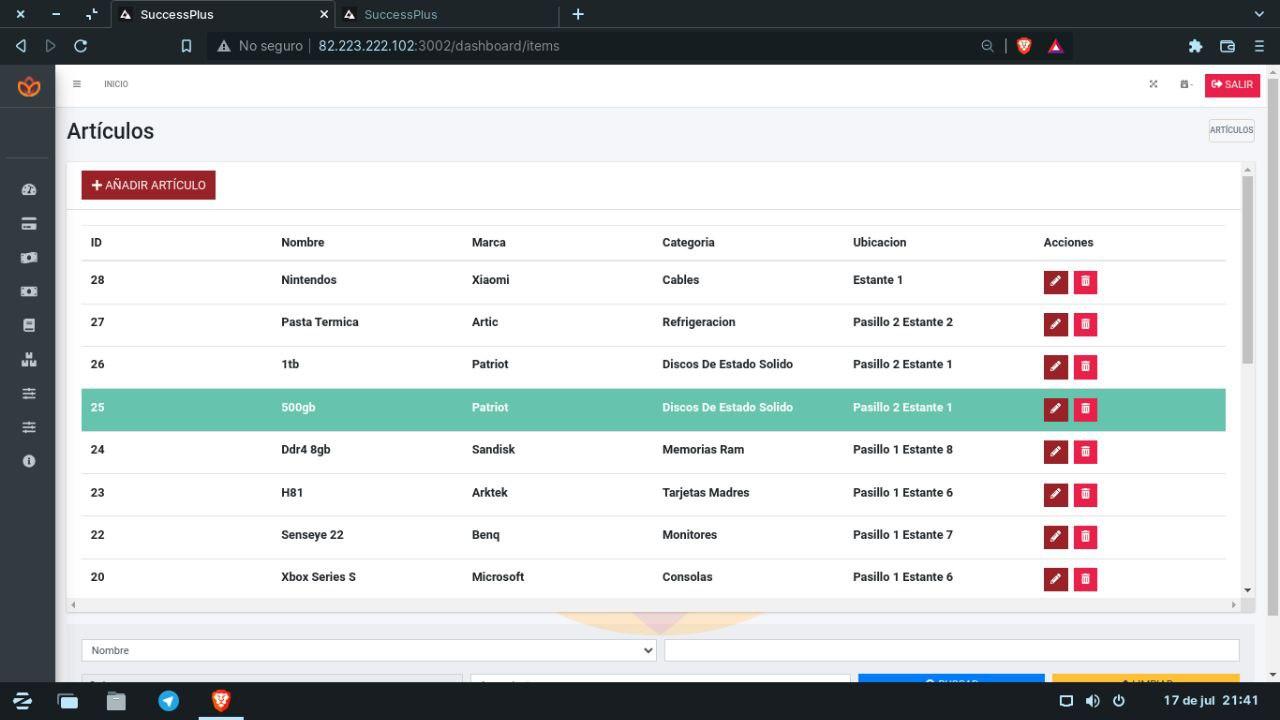 SuccessPlus
SuccessPlus
No seguro
82.223.222.102:3002/dashboard/items
INICIO
SALIR
Artículos
ARTÍCULOS
AÑADIR ARTÍCULO
ID Nombre Marca Categoria Ubicacion Acciones
28 Nintendos Xiaomi Cables Estante 1
27 Pasta Termica Artic Refrigeracion Pasillo 2 Estante 2
26 1tb Patriot Discos De Estado Solido Pasillo 2 Estante 1
25 500gb Patriot Discos De Estado Solido Pasillo 2 Estante 1
24 Ddr4 8gb Sandisk Memorias Ram Pasillo 1 Estante 8
23 H81 Arktek Tarjetas Madres Pasillo 1 Estante 6
22 Senseye 22 Benq Monitores Pasillo 1 Estante 7
20 Xbox Series S Microsoft Consolas Pasillo 1 Estante 6
Nombre
BUSCAR LIMPIAR
17 de jul 21:41